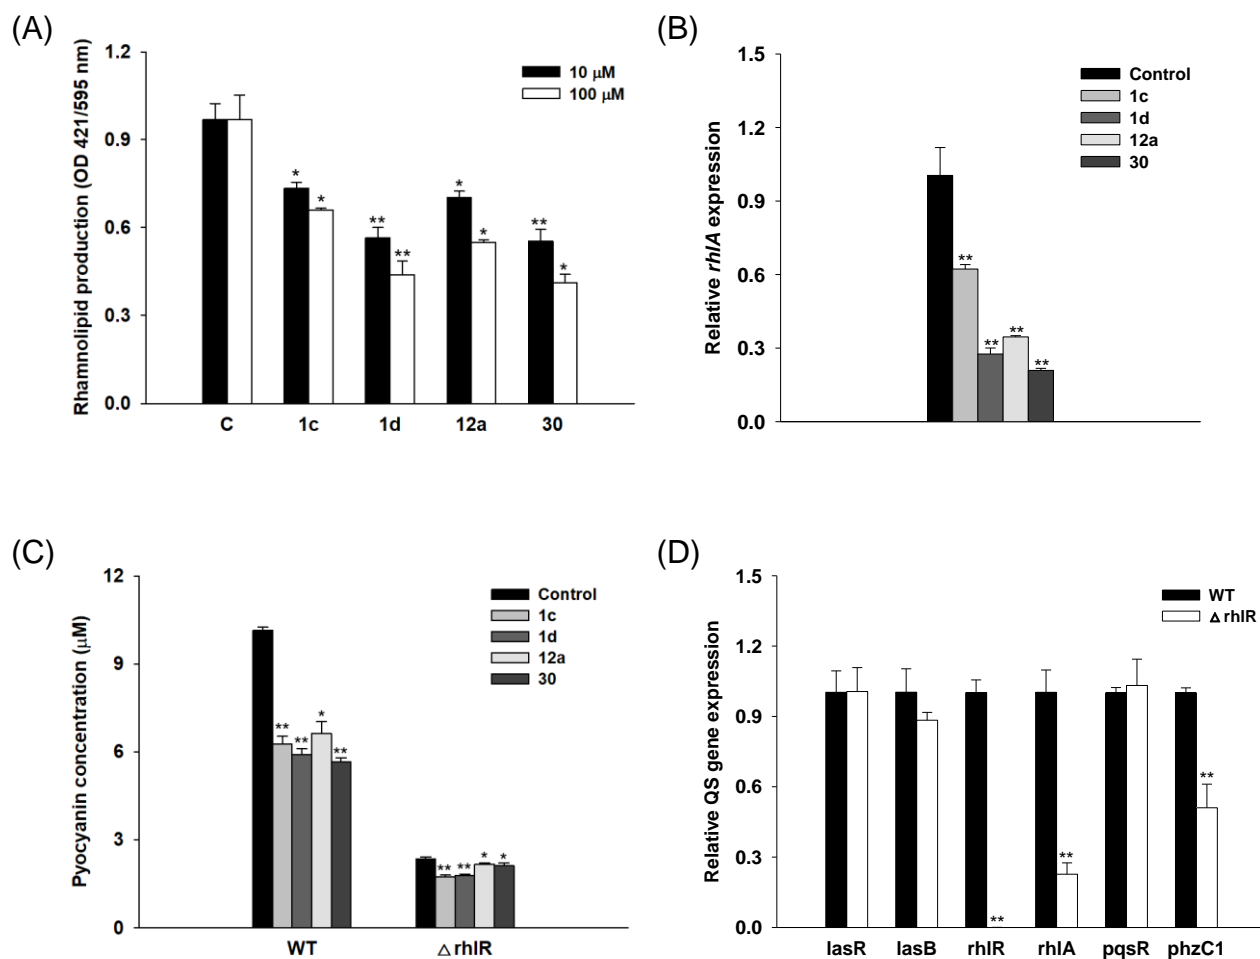 (A)
Rhamnolipid production (OD 421/595 nm)
1.2
0.9
0.6
0.3
0.0
10 μM
100 μM
*
*
**
**
*
*
**
*
C 1c 1d 12a 30
(B)
Relative rhlA expression
1.5
1.2
0.9
0.6
0.3
0.0
Control
1c
1d
12a
30
**
**
**
**
(C)
Pyocyanin concentration (μM)
12
9
6
3
0
Control
1c
1d
12a
30
**
**
*
**
**
**
*
*
WT △ rhlR
(D)
Relative QS gene expression
1.5
1.2
0.9
0.6
0.3
0.0
WT
△ rhlR
**
**
**
lasR lasB rhlR rhlA pqsR phzC1